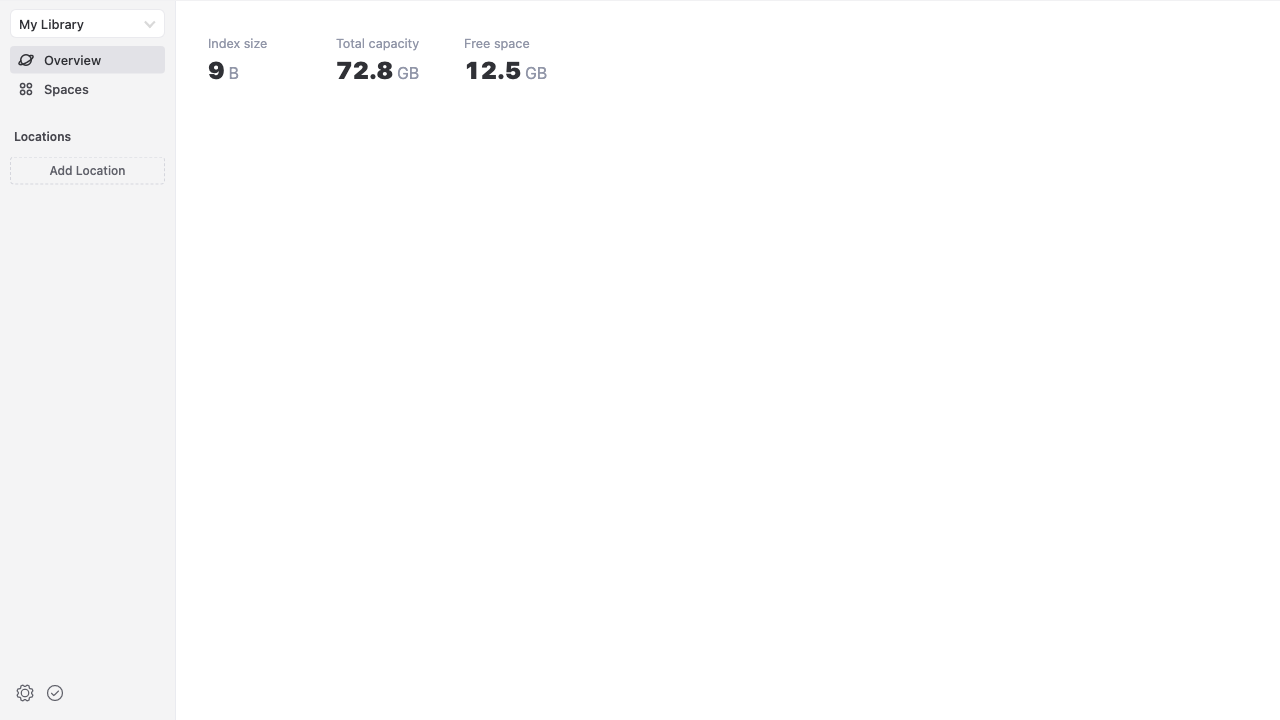 My Library
Overview
Spaces
Locations
Add Location
Index size
9 B
Total capacity
72.8 GB
Free space
12.5 GB